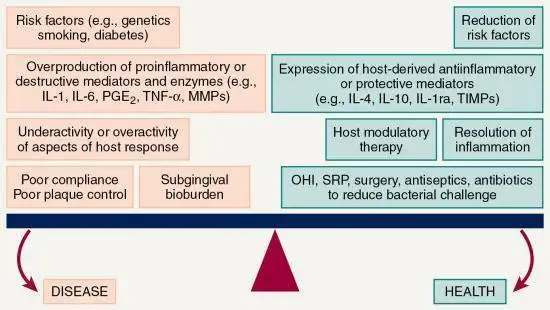 Risk factors (e.g., genetics
smoking, diabetes)
Reduction of
risk factors
Overproduction of proinflammatory or
destructive mediators and enzymes (e.g.,
IL-1, IL-6, PGE₂, TNF-α, MMPs)
Expression of host-derived antiinflammatory
or protective mediators
(e.g., IL-4, IL-10, IL-1ra, TIMPs)
Underactivity or overactivity
of aspects of host response
Host modulatory
therapy
Resolution of
inflammation
Poor compliance
Poor plaque control
Subgingival
bioburden
OHI, SRP, surgery, antiseptics, antibiotics
to reduce bacterial challenge
DISEASE
HEALTH